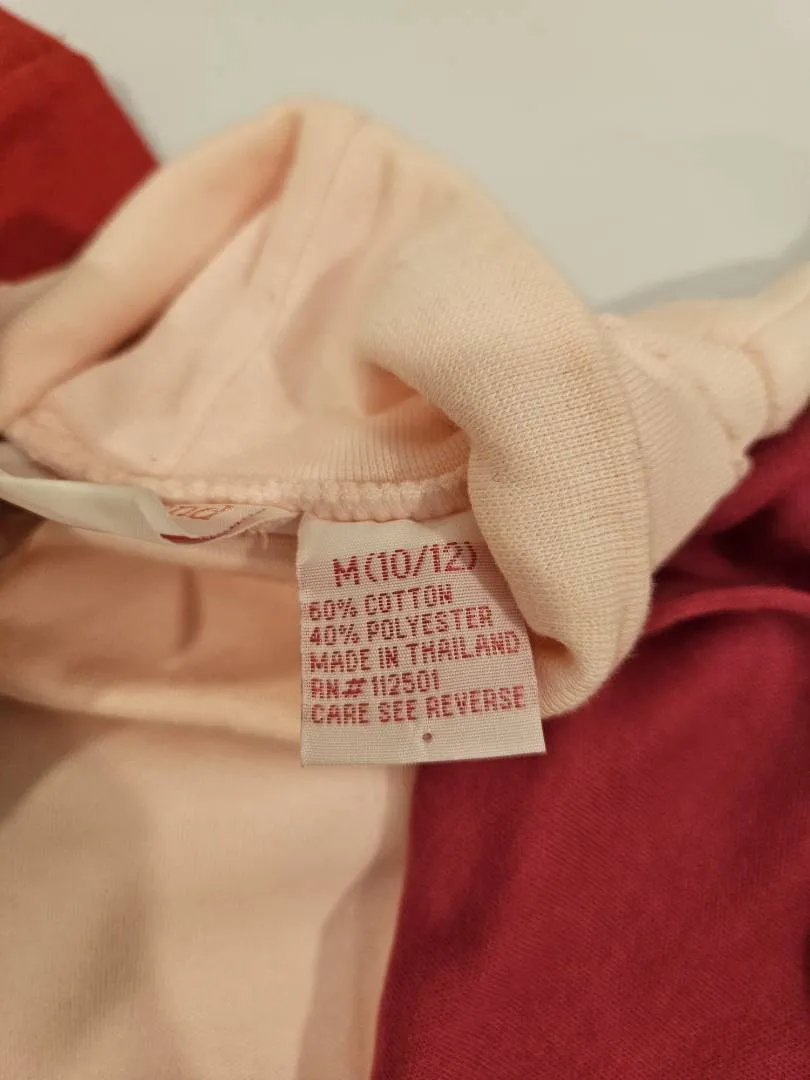 M(10/12)
60% COTTON
40% POLYESTER
MADE IN THAILAND
RN#112501
CARE SEE REVERSE